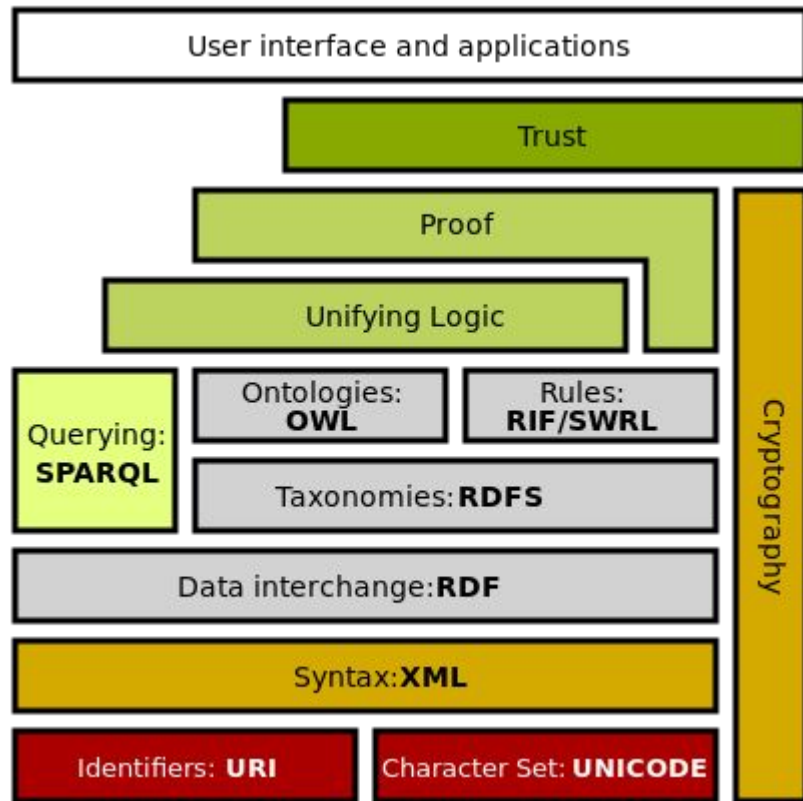 User interface and applications
Trust
Proof
Unifying Logic
Ontologies:
OWL
Rules:
RIF/SWRL
Querying:
SPARQL
Taxonomies:RDFS
Cryptography
Data interchange:RDF
Syntax:XML
Identifiers: URI
Character Set: UNICODE